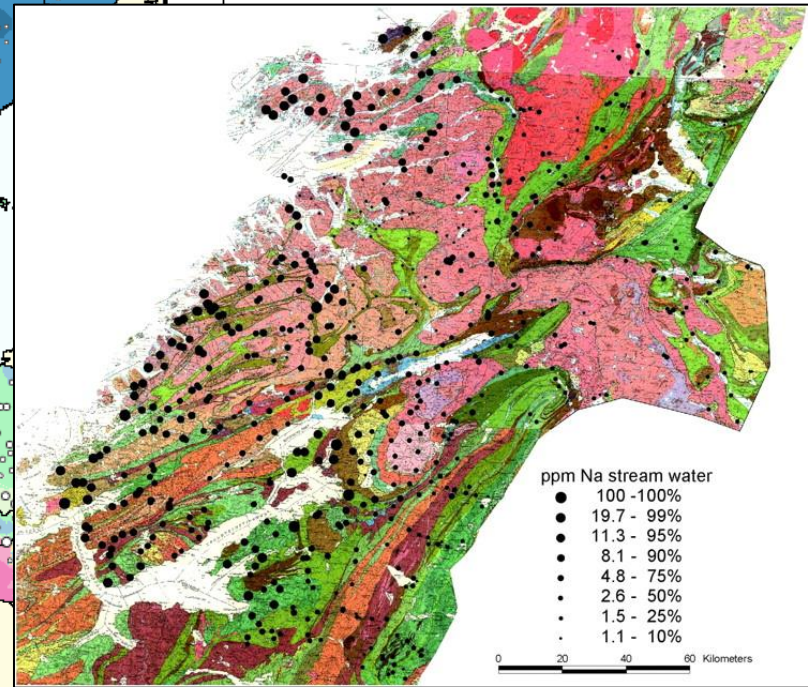 ppm Na stream water
100 -100%
19.7 - 99%
11.3 - 95%
8.1 - 90%
4.8 - 75%
2.6 - 50%
1.5 - 25%
1.1 - 10%
0 20 40 60 Kilometers